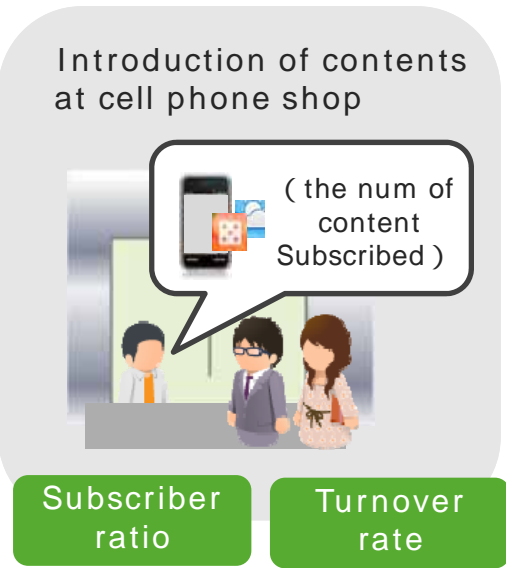 Introduction of contents
at cell phone shop
(the num of
content
Subscribed)
Subscriber
ratio
Turnover
rate